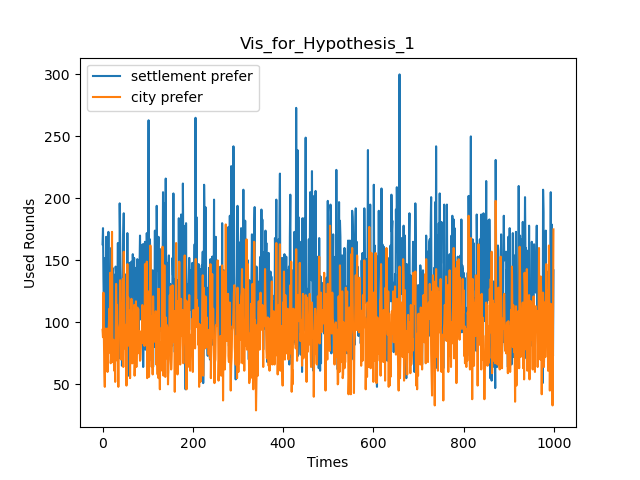 Vis_for_Hypothesis_1
settlement prefer
city prefer
300
250
200
150
100
50
Used Rounds
0
200
400
600
800
1000
Times